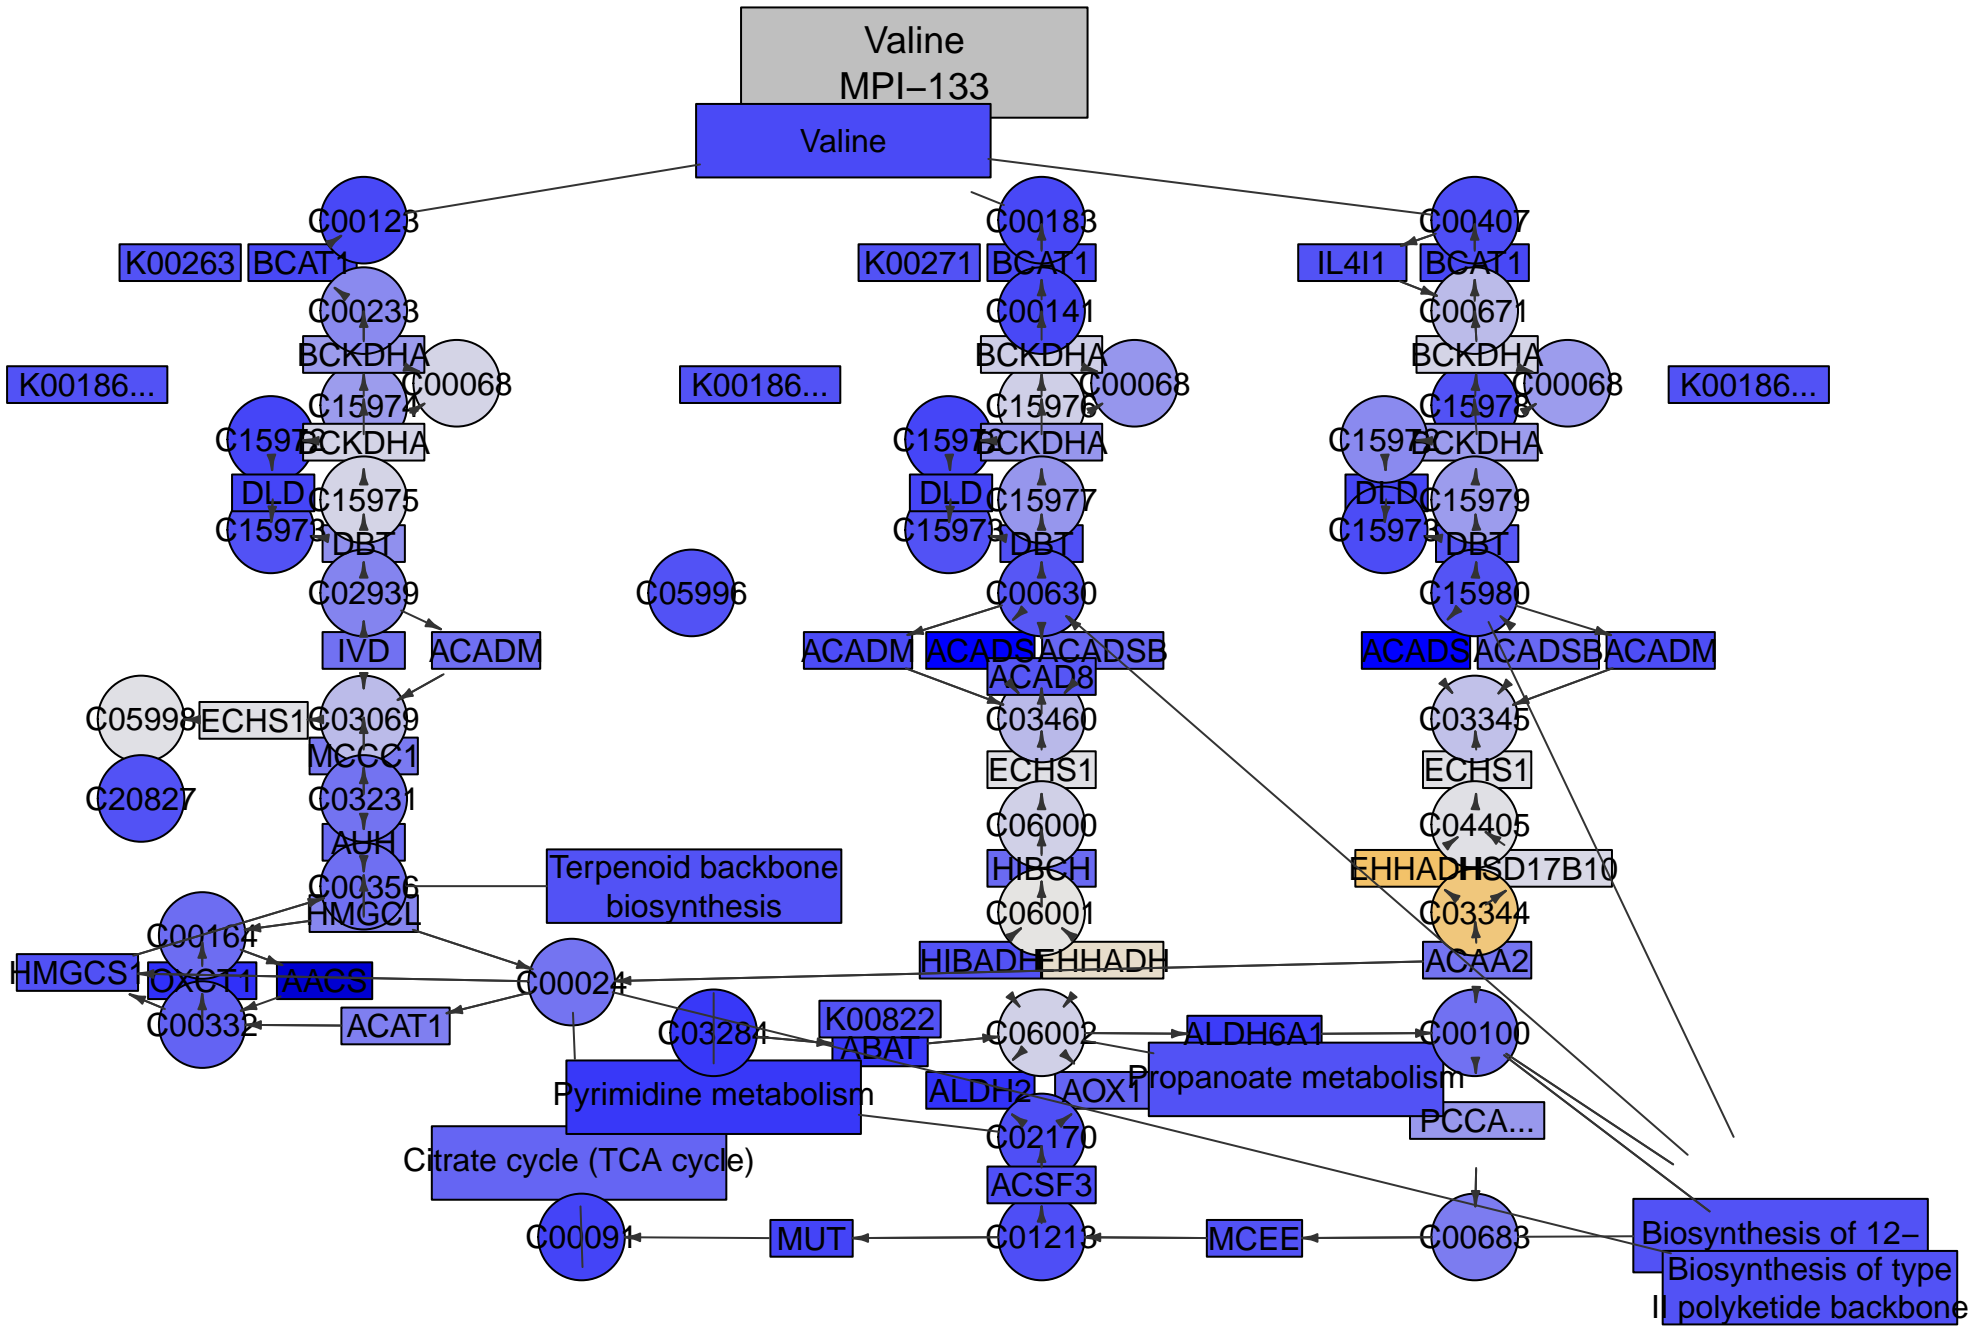 Valine
MPI−133
Valine
C00123
C00183
C00407
K00263
BCAT1
K00271
BCAT1
IL4I1
BCAT1
C00233
C00141
C00671
BCKDHA
BCKDHA
BCKDHA
K00186...
C00068
K00186...
C00068
C00068
K00186...
C15974
C15976
C15978
C15972
BCKDHA
C15972
BCKDHA
C15972
BCKDHA
DLD
C15975
DLD
C15977
DLD
C15979
C15973
DBT
C15973
DBT
C15973
DBT
C02939
C05996
C00630
C15980
IVD
ACADM
ACADM
ACADS
ACADSB
ACADS
ACADSB
ACADM
ACAD8
C05998
ECHS1
C03069
C03460
C03345
MCCC1
ECHS1
ECHS1
C20827
C03231
C06000
C04405
AUH
Terpenoid backbone
biosynthesis
HIBCH
EHHADH
HSD17B10
C00356
HMGCL
C06001
C03344
C00164
HIBADH
EHHADH
ACAA2
HMGCS1
OXCT1
AACS
C00024
C00332
ACAT1
C03284
K00822
ABAT
C06002
ALDH6A1
C00100
Pyrimidine metabolism
ALDH2
AOX1
Propanoate metabolism
PCCA...
C02170
Citrate cycle (TCA cycle)
ACSF3
C00091
MUT
C01213
MCEE
C00683
Biosynthesis of 12−
Biosynthesis of type
II polyketide backbone